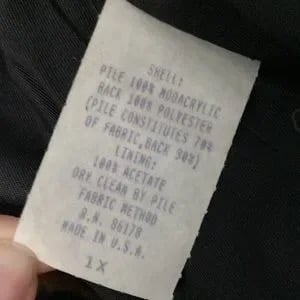 SHELL:
PILE 100% MODACRYLIC
BACK 100% POLYESTER
(PILE CONSTITUTES 70%
OF FABRIC, BACK 30%)
LINING:
100% ACETATE
DRY CLEAN BY PILE
FABRIC METHOD
R.N. 86178
MADE IN U.S.A.
1X